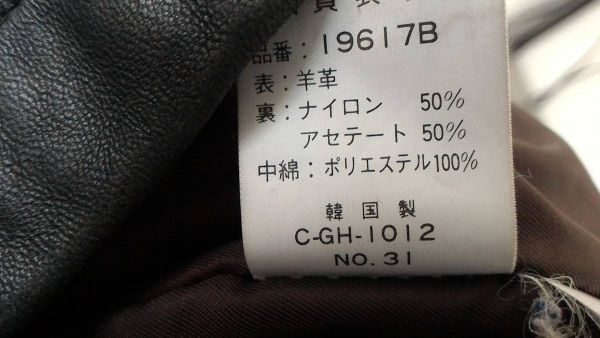 品番：19617B
表：羊革
裏：ナイロン 50%
アセテート 50%
中綿：ポリエステル100%
韓国製
C-GH-1012
NO.31